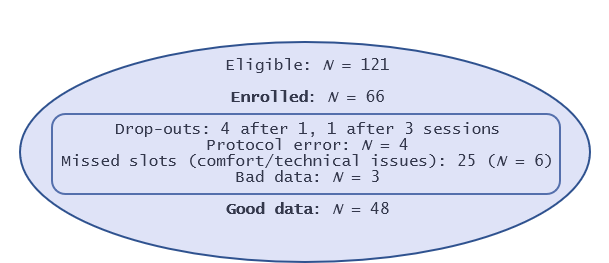 Eligible: N = 121
Enrolled: N = 66
Drop-outs: 4 after 1, 1 after 3 sessions
Protocol error: N = 4
Missed slots (comfort/technical issues): 25 (N = 6)
Bad data: N = 3
Good data: N = 48